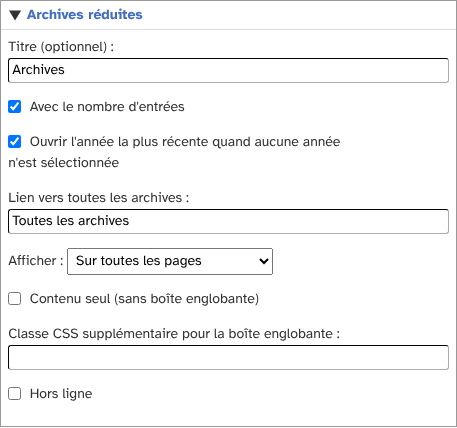 Archives réduites
Titre (optionnel) :
Archives
Avec le nombre d'entrées
Ouvrir l'année la plus récente quand aucune année
n'est sélectionnée
Lien vers toutes les archives :
Toutes les archives
Afficher : Sur toutes les pages
Contenu seul (sans boîte englobante)
Classe CSS supplémentaire pour la boîte englobante :
Hors ligne